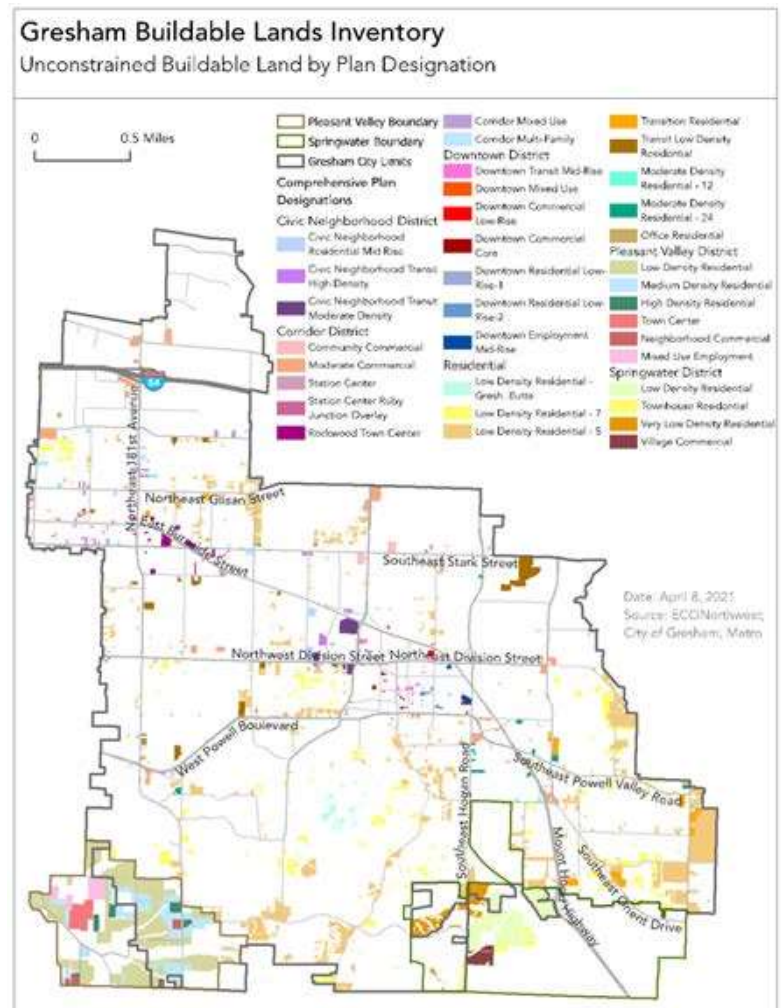 Gresham Buildable Lands Inventory
Unconstrained Buildable Land by Plan Designation
0 0.5 Miles
Pleasant Valley Boundary
Springwater Boundary
Gresham City Limits
Comprehensive Plan
Designations
Civic Neighborhood District
Civic Neighborhood
Residential Mid Rise
Civic Neighborhood Transit
High Density
Civic Neighborhood Transit
Moderate Density
Corridor District
Community Commercial
Moderate Commercial
Station Center
Station Center Ruby
Junction Overlay
Rockwood Town Center
Corridor Mixed Use
Corridor Multi-Family
Downtown District
Downtown Transit Mid-Rise
Downtown Mixed Use
Downtown Commercial
Low-Rise
Downtown Commercial
Core
Downtown Residential Low-
Rise-1
Downtown Residential Low-
Rise-2
Downtown Employment
Mid-Rise
Residential
Low Density Residential -
Gresh. Butte
Low Density Residential - 7
Low Density Residential - 5
Transition Residential
Transit Low Density
Residential
Moderate Density
Residential - 12
Moderate Density
Residential - 24
Office Residential
Pleasant Valley District
Low Density Residential
Medium Density Residential
High Density Residential
Town Center
Neighborhood Commercial
Mixed Use Employment
Springwater District
Low Density Residential
Townhouse Residential
Very Low Density Residential
Village Commercial
84
Northeast 181st Avenue
Northeast Glisan Street
East Burnside Street
Southeast Stark Street
Date: April 8, 2021
Source: ECONorthwest,
City of Gresham, Metro
Northwest Division Street
Northeast Division Street
West Powell Boulevard
Southeast Hogan Road
Southeast Powell Valley Road
Mount Hood Highway
Southeast Orient Drive